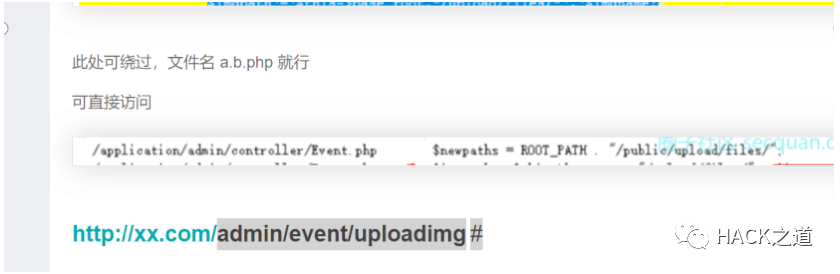 此处可绕过，文件名 a.b.php 就行
可直接访问
/application/admin/controller/Event.php $newpaths = ROOT_PATH . "/public/upload/files/";
http://xx.com/admin/event/uploadimg #
HACK之道